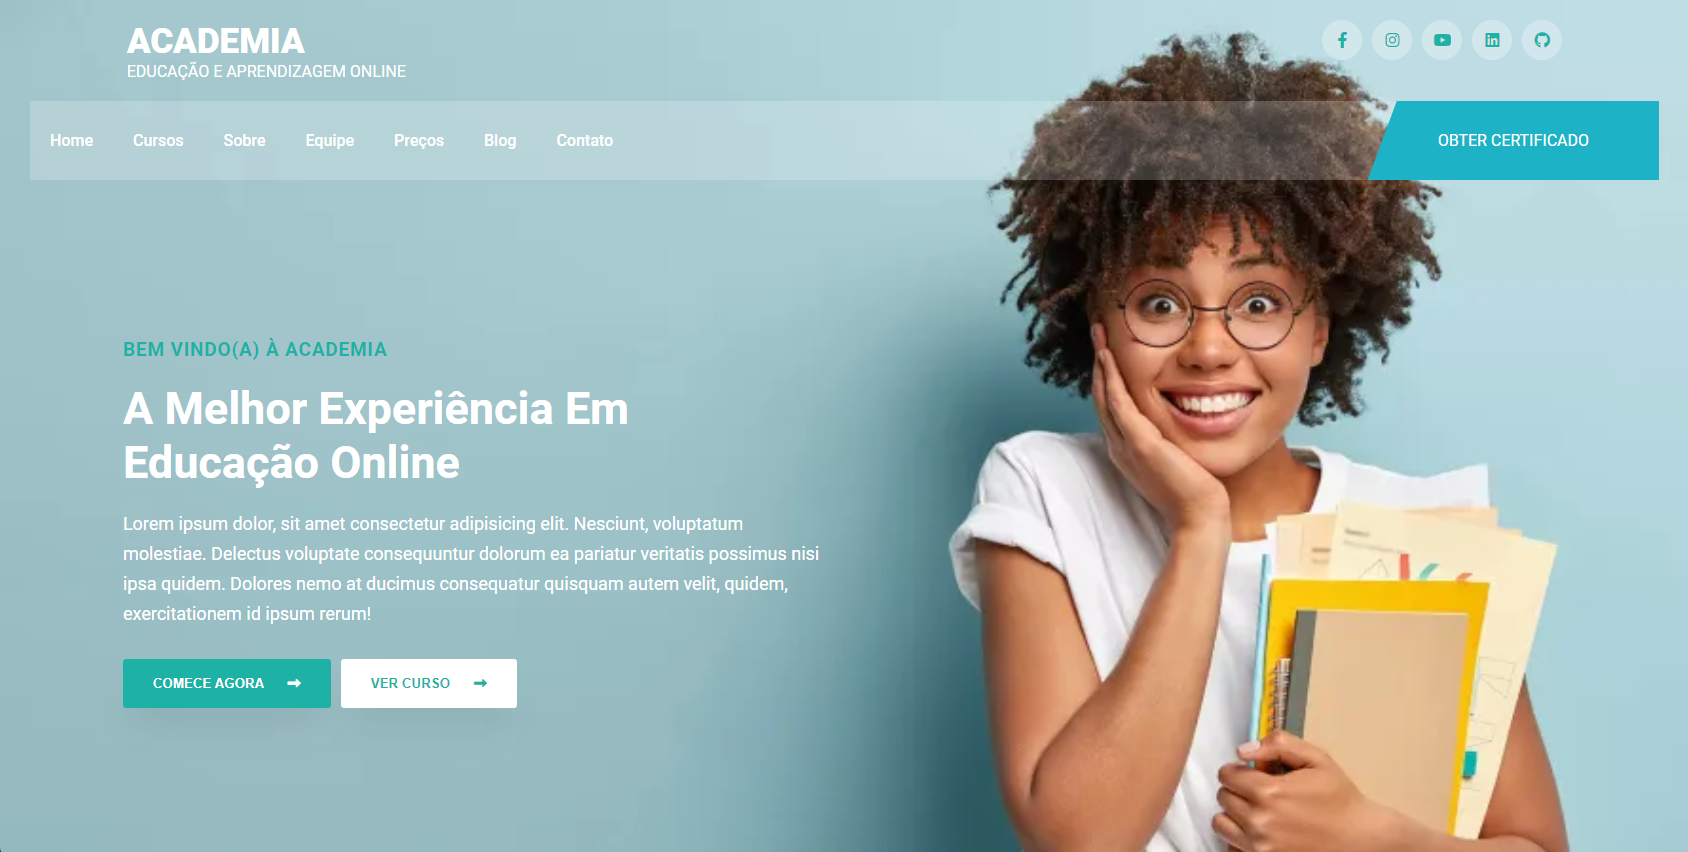 ACADEMIA
EDUCAÇÃO E APRENDIZAGEM ONLINE
Home Cursos Sobre Equipe Preços Blog Contato
OBTER CERTIFICADO
BEM VINDO(A) À ACADEMIA
A Melhor Experiência Em
Educação Online
Lorem ipsum dolor, sit amet consectetur adipisicing elit. Nesciunt, voluptatum
molestiae. Delectus voluptate consequuntur dolorum ea pariatur veritatis possimus nisi
ipsa quidem. Dolores nemo at ducimus consequatur quisquam autem velit, quidem,
exercitationem id ipsum rerum!
COMECE AGORA
VER CURSO